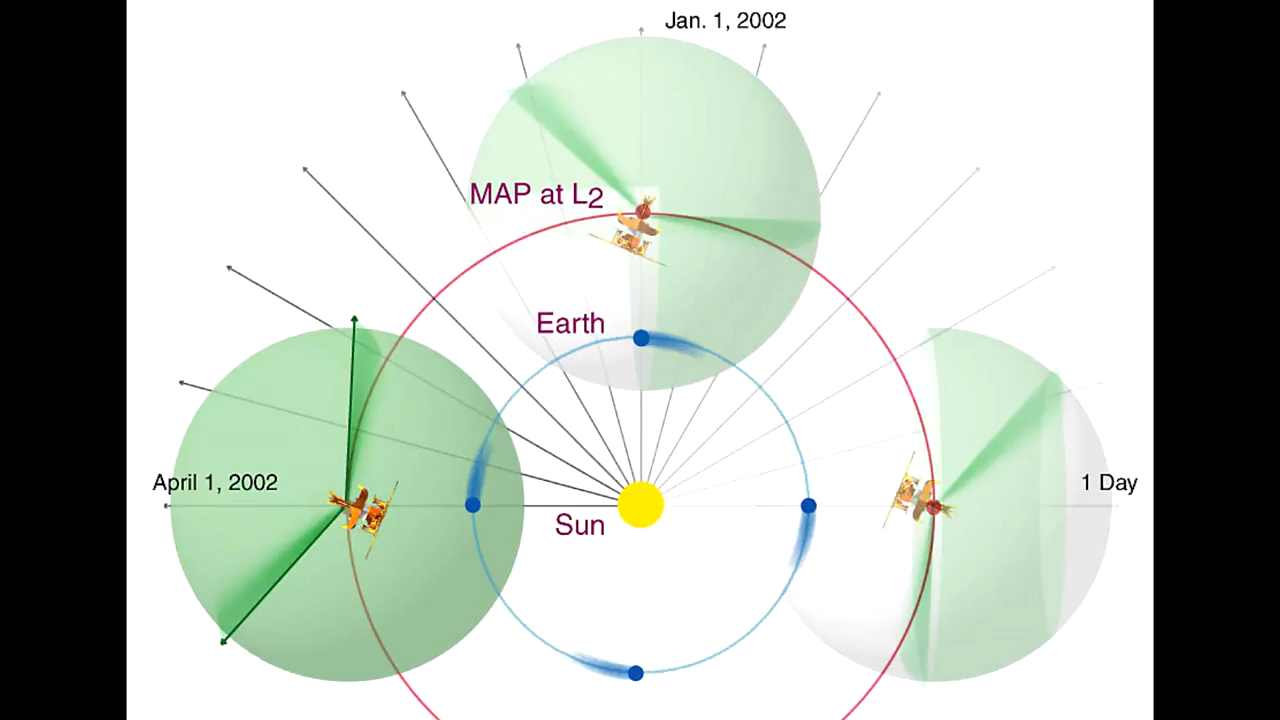 Jan. 1, 2002
MAP at L2
Earth
April 1, 2002
1 Day
Sun